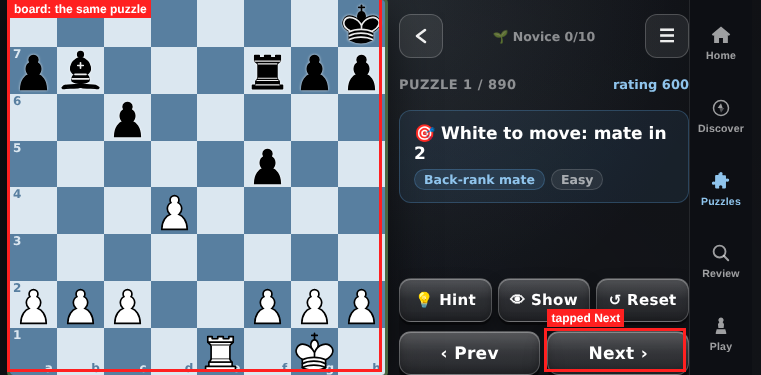 board: the same puzzle
7
6
5
4
3
2
1
🌱 Novice 0/10
PUZZLE 1 / 890
rating 600
🎯 White to move: mate in
2
Back-rank mate
Easy
💡 Hint
👁 Show
↺ Reset
tapped Next
‹ Prev
Next ›
Home
Discover
Puzzles
Review
Play
a
b
c
d
f
g
h